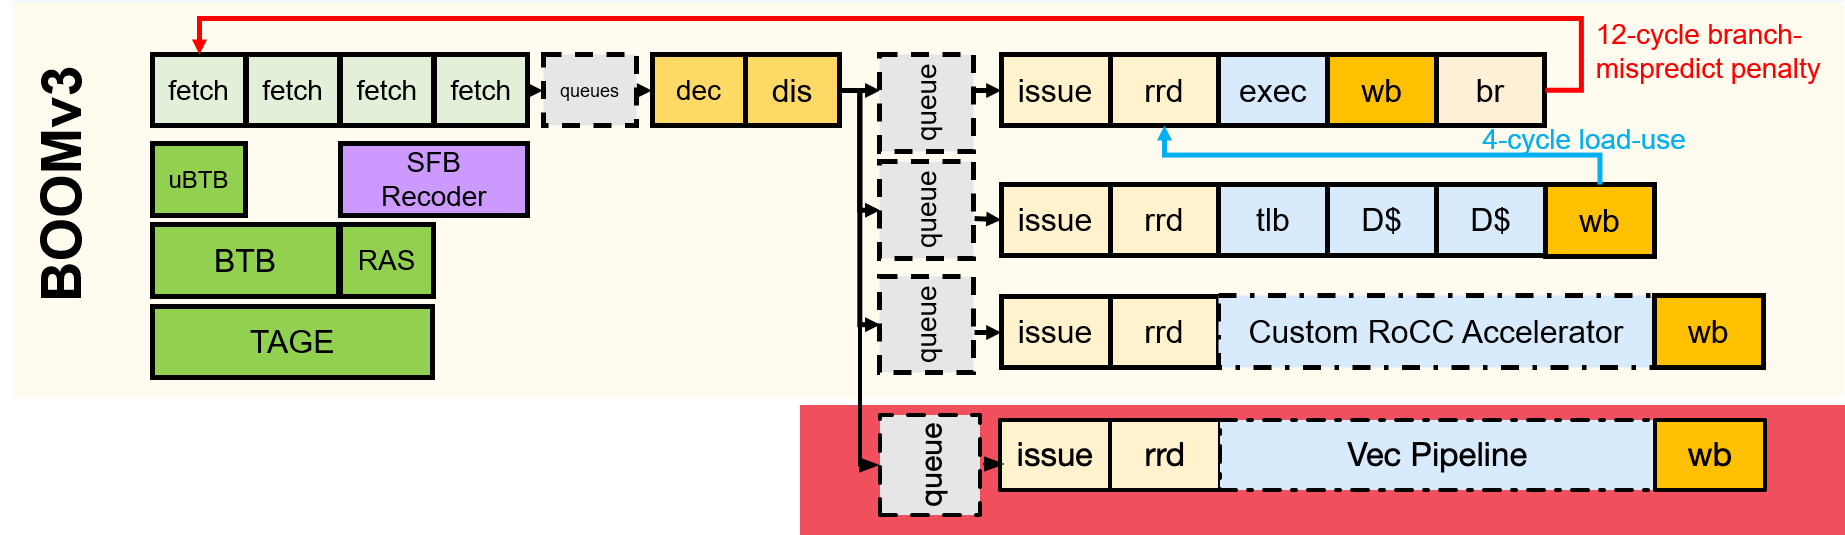 BOOMv3
12-cycle branch-
mispredict penalty
fetch
fetch
fetch
fetch
queues
dec
dis
queue
issue
rrd
exec
wb
br
4-cycle load-use
uBTB
SFB
Recoder
queue
issue
rrd
tlb
D$
D$
wb
BTB
RAS
TAGE
queue
issue
rrd
Custom RoCC Accelerator
wb
queue
issue
rrd
Vec Pipeline
wb